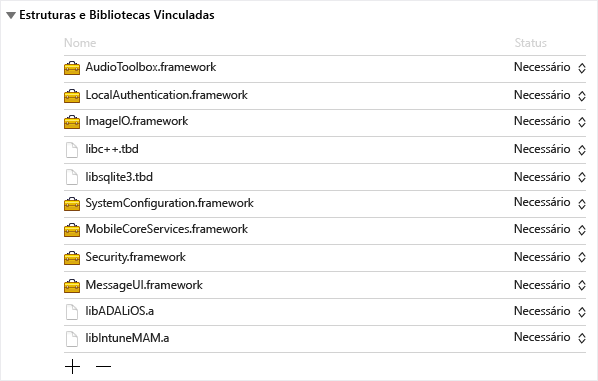 Estruturas e Bibliotecas Vinculadas
Nome Status
AudioToolbox.framework Necessário
LocalAuthentication.framework Necessário
ImageIO.framework Necessário
libc++.tbd Necessário
libsqlite3.tbd Necessário
SystemConfiguration.framework Necessário
MobileCoreServices.framework Necessário
Security.framework Necessário
MessageUI.framework Necessário
libADALiOS.a Necessário
libIntuneMAM.a Necessário